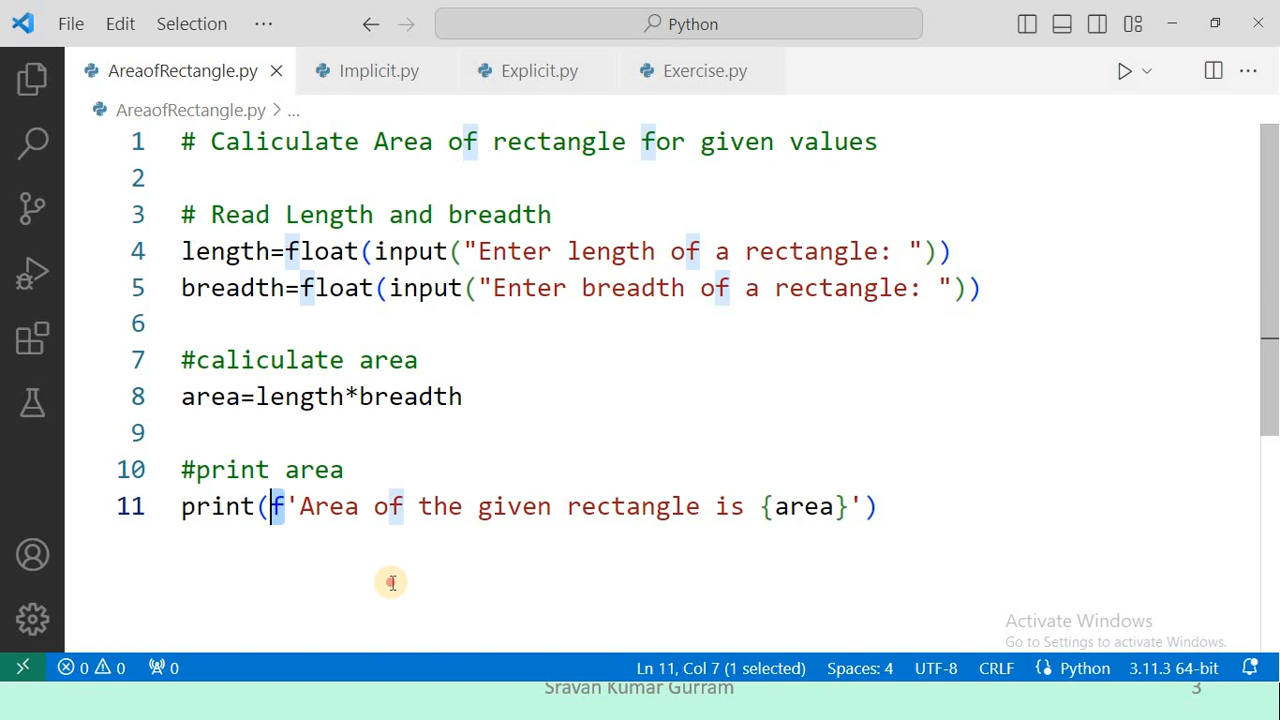 File Edit Selection ··· Python
AreaofRectangle.py Implicit.py Explicit.py Exercise.py
AreaofRectangle.py > ...
1 # Caliculate Area of rectangle for given values
2
3 # Read Length and breadth
4 length=float(input("Enter length of a rectangle: "))
5 breadth=float(input("Enter breadth of a rectangle: "))
6
7 #caliculate area
8 area=length*breadth
9
10 #print area
11 print(f'Area of the given rectangle is {area}')
Activate Windows
Go to Settings to activate Windows.
0 0 0 Ln 11, Col 7 (1 selected) Spaces: 4 UTF-8 CRLF Python 3.11.3 64-bit
Sravan Kumar Gurram 3